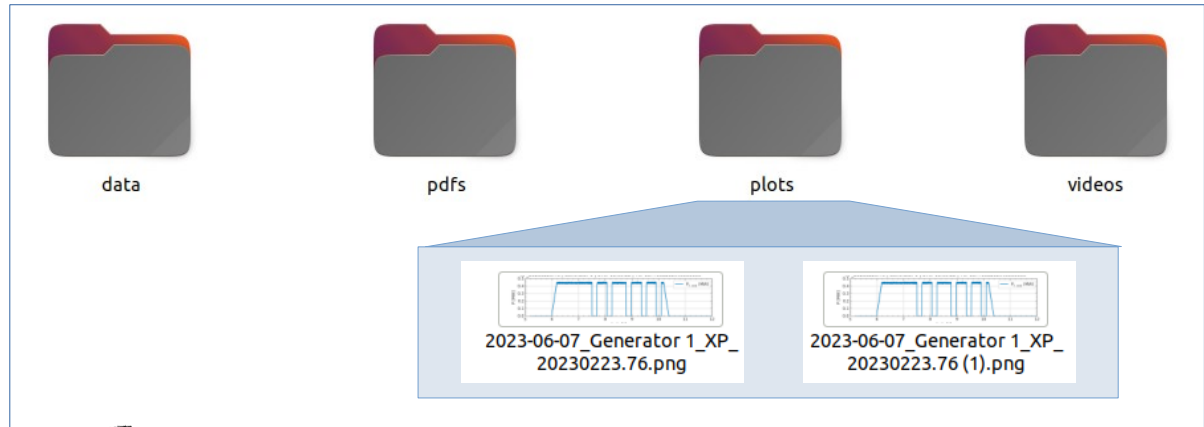 data
pdfs
plots
videos
2023-06-07_Generator 1_XP_
20230223.76.png
2023-06-07_Generator 1_XP_
20230223.76 (1).png